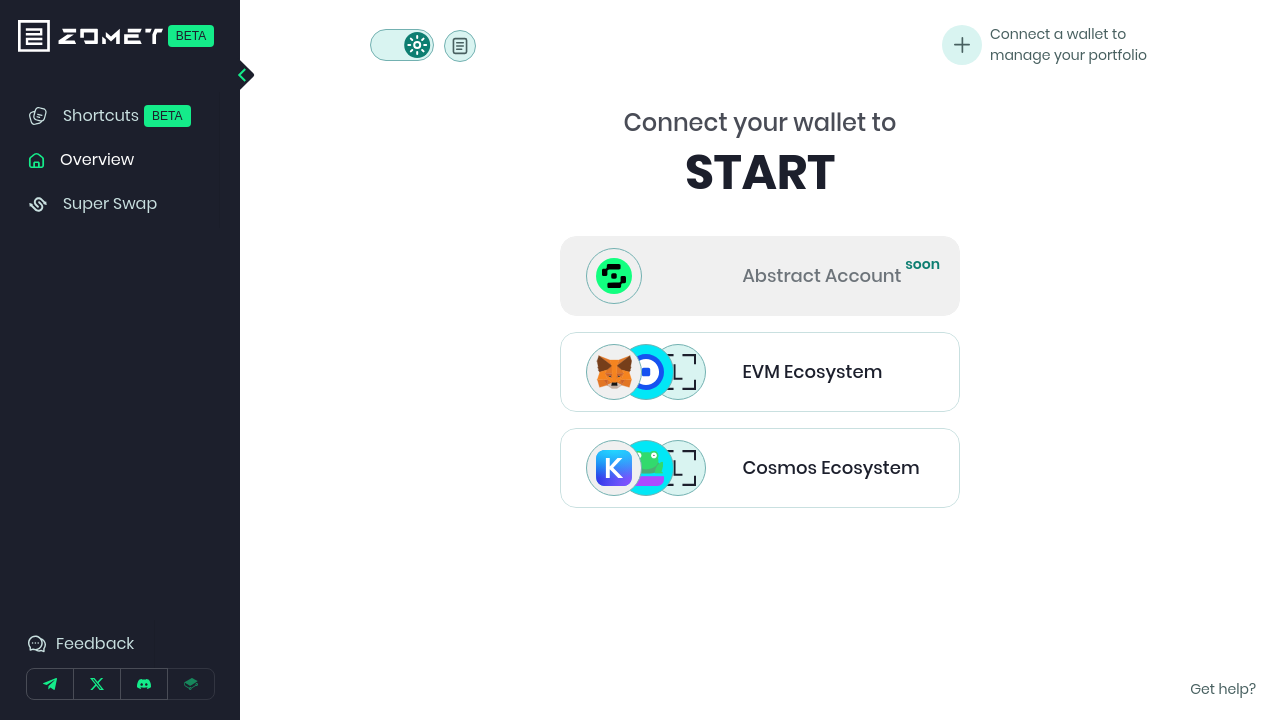 ZOMET BETA
Shortcuts BETA
Overview
Super Swap
Feedback
Connect a wallet to
manage your portfolio
Connect your wallet to
START
Abstract Account soon
EVM Ecosystem
Cosmos Ecosystem
Get help?